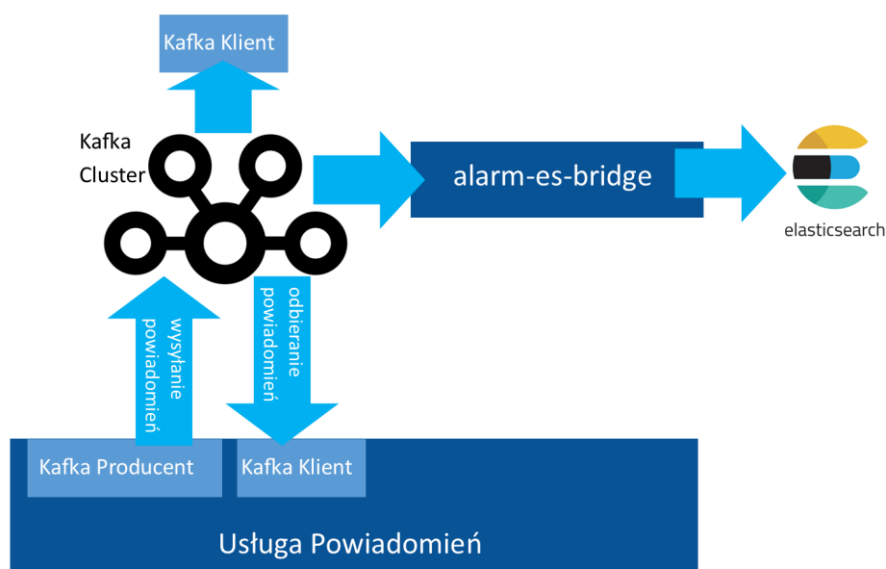 Kafka Klient
Kafka
Cluster
alarm-es-bridge
elasticsearch
wysyłanie
powiadomień
odbieranie
powiadomień
Kafka Producent
Kafka Klient
Usługa Powiadomień